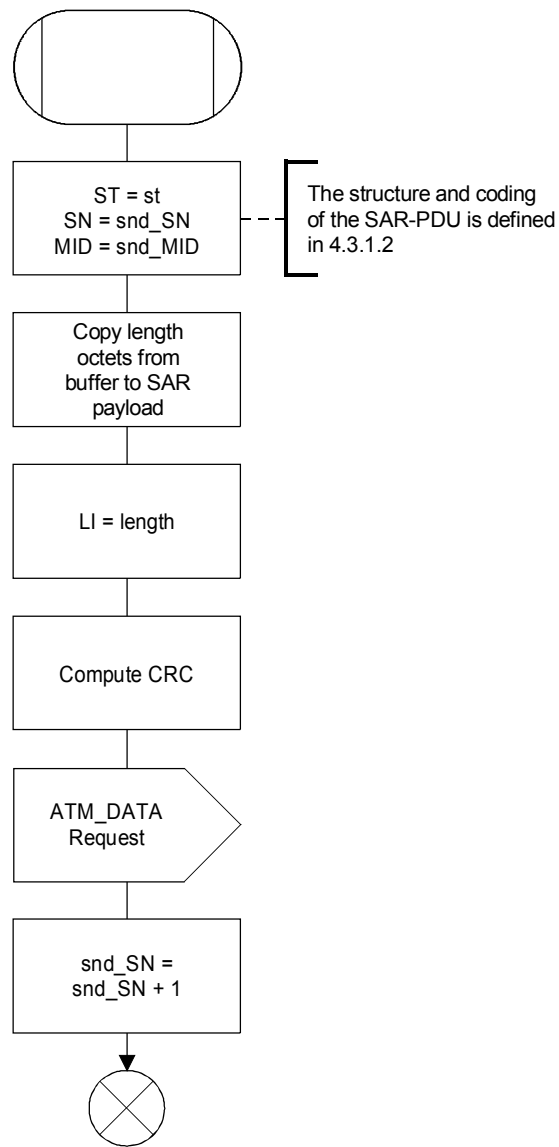 ST = st
SN = snd_SN
MID = snd_MID
The structure and coding
of the SAR-PDU is defined
in 4.3.1.2
Copy length
octets from
buffer to SAR
payload
LI = length
Compute CRC
ATM_DATA
Request
snd_SN =
snd_SN + 1